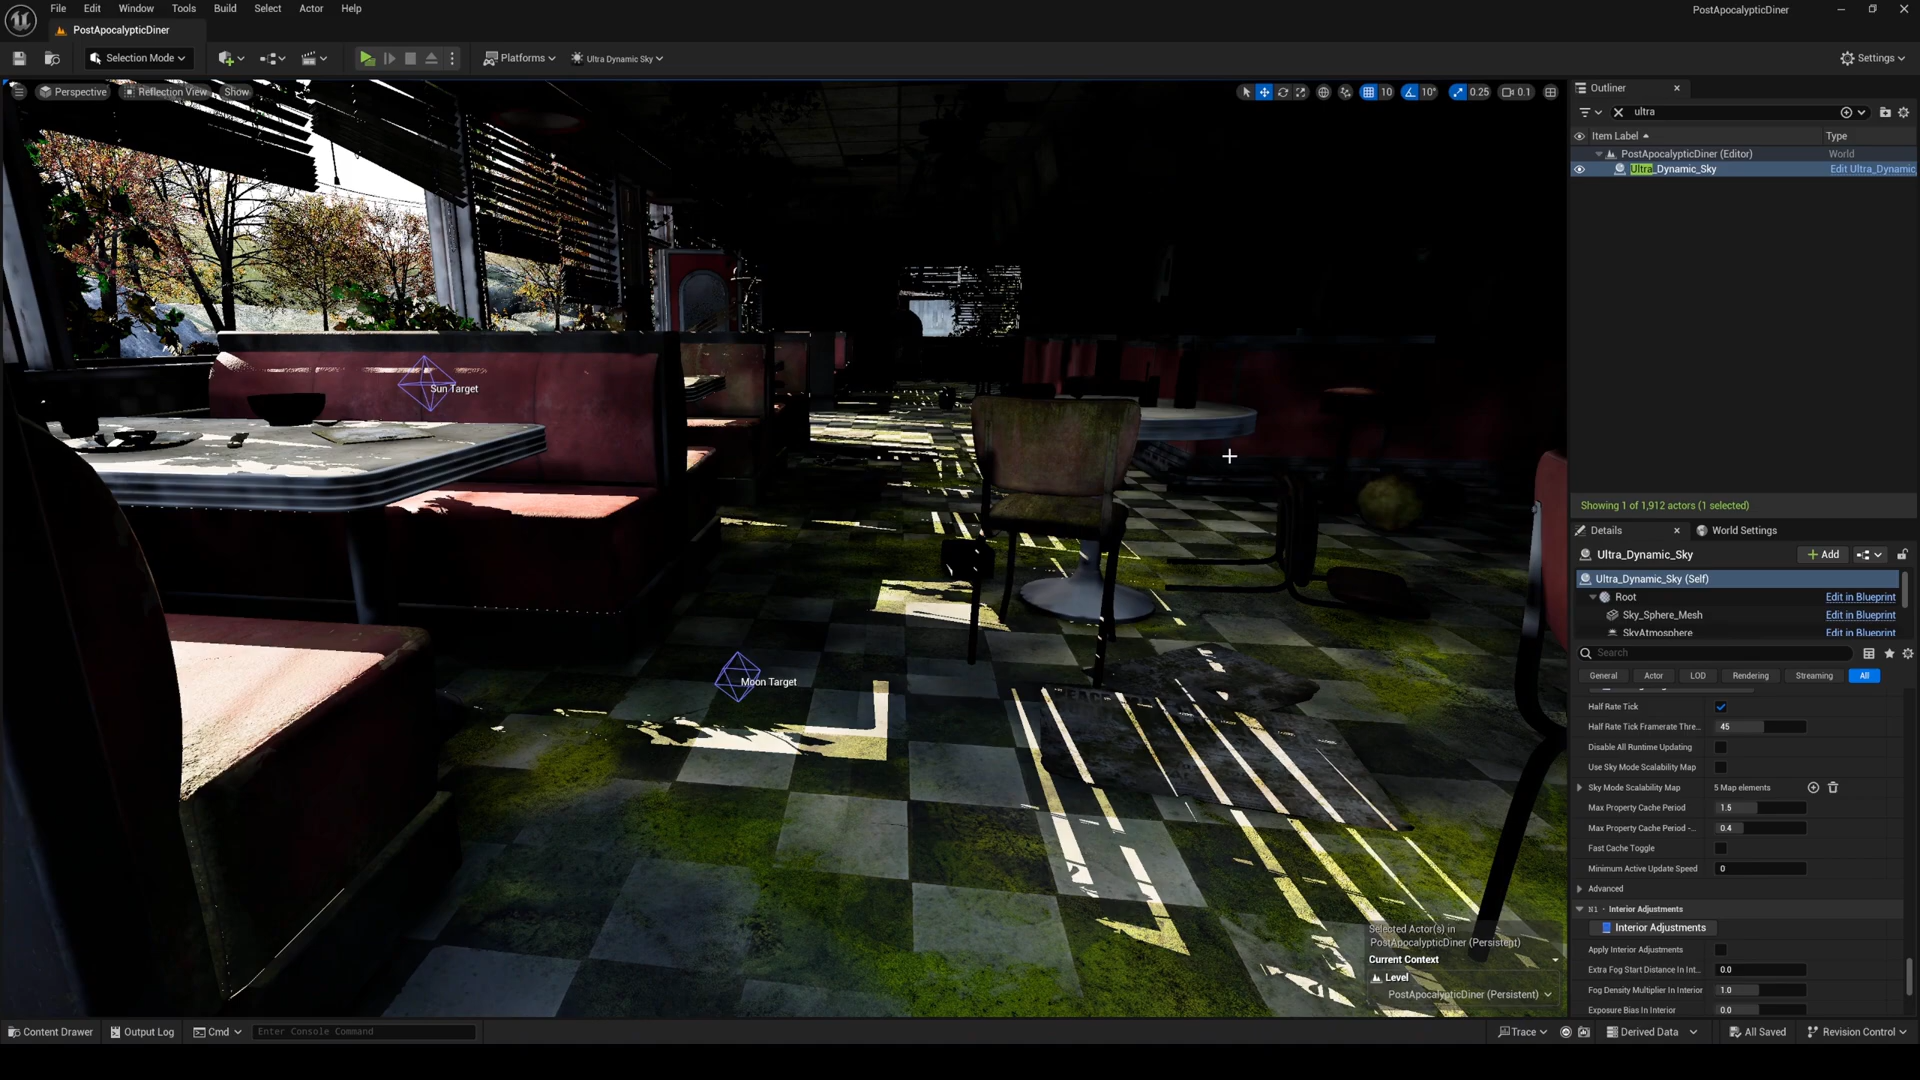 File Edit Window Tools Build Select Actor Help
PostApocalypticDiner
PostApocalypticDiner
Selection Mode
Platforms
Ultra Dynamic Sky
Settings
Perspective
Reflection View
Show
10
10°
0.25
0.1
Outliner
ultra
Item Label
Type
PostApocalypticDiner (Editor)
World
Ultra_Dynamic_Sky
Edit Ultra_Dynamic
Sun Target
Moon Target
Showing 1 of 1,912 actors (1 selected)
Details
World Settings
Ultra_Dynamic_Sky
Add
Ultra_Dynamic_Sky (Self)
Root
Edit in Blueprint
Sky_Sphere_Mesh
Edit in Blueprint
SkyAtmosphere
Edit in Blueprint
Search
General
Actor
LOD
Rendering
Streaming
All
Half Rate Tick
Half Rate Tick Framerate Thre...
45
Disable All Runtime Updating
Use Sky Mode Scalability Map
Sky Mode Scalability Map
5 Map elements
Max Property Cache Period
1.5
Max Property Cache Period -...
0.4
Fast Cache Toggle
Minimum Active Update Speed
0
Advanced
Interior Adjustments
Interior Adjustments
Apply Interior Adjustments
Extra Fog Start Distance In Int...
0.0
Fog Density Multiplier In Interior
1.0
Exposure Bias In Interior
0.0
Selected Actor(s) in
PostApocalypticDiner (Persistent)
Current Context
Level
PostApocalypticDiner (Persistent)
Content Drawer
Output Log
Cmd
Enter Console Command
Trace
Derived Data
All Saved
Revision Control